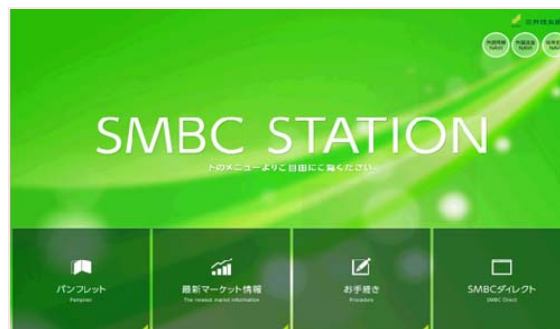 SMBC STATION
下のメニューよりご自由にご覧ください。
パンフレット
Pamphlet
最新マーケット情報
The newest market information
お手続き
Procedure
SMBCダイレクト
SMBC Direct